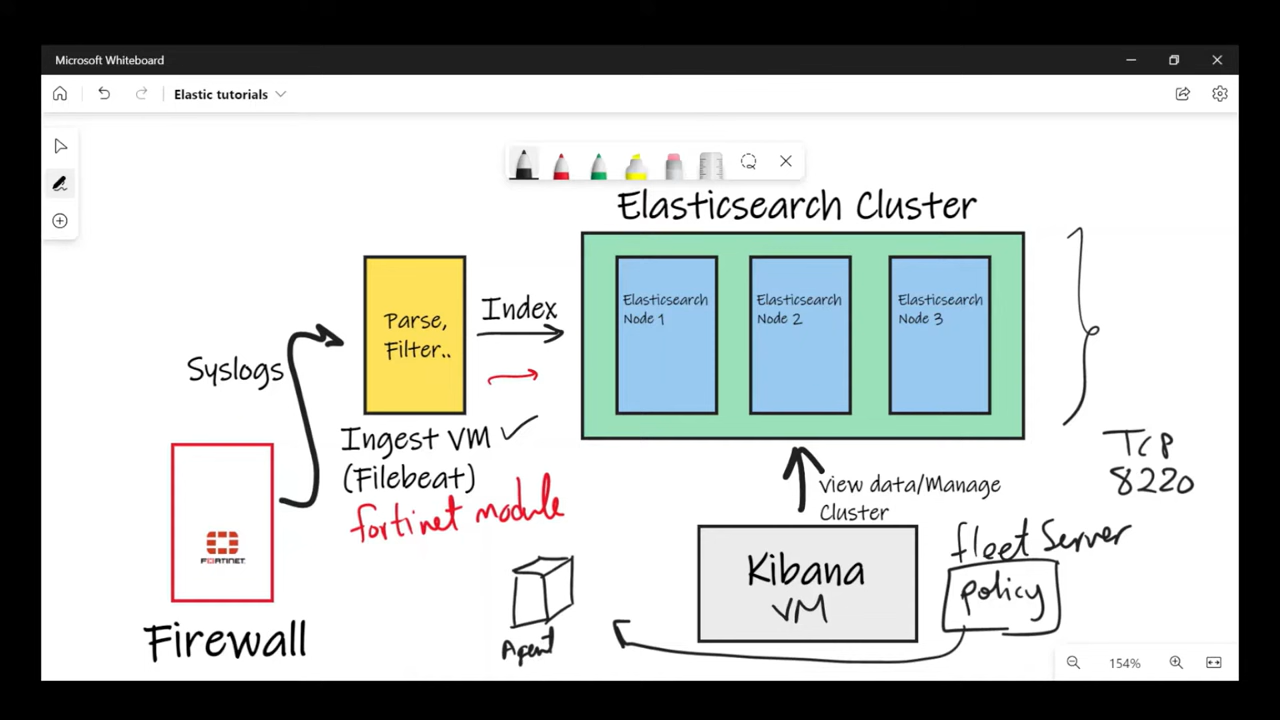 Microsoft Whiteboard
Elastic tutorials
Elasticsearch Cluster
Elasticsearch
Node 1
Elasticsearch
Node 2
Elasticsearch
Node 3
Parse,
Filter..
Index
Syslogs
Ingest VM
(Filebeat)
fortinet module
FORTINET
Firewall
TCP
8220
View data/Manage
Cluster
Kibana
VM
fleet Server
policy
Agent
154%